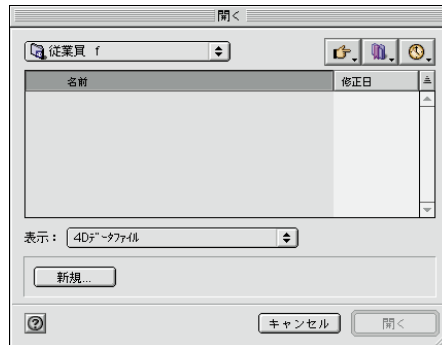 開く
従業員 f
名前 修正日
表示： 4Dﾃﾞｰﾀﾌｧｲﾙ
新規...
? キャンセル 開く